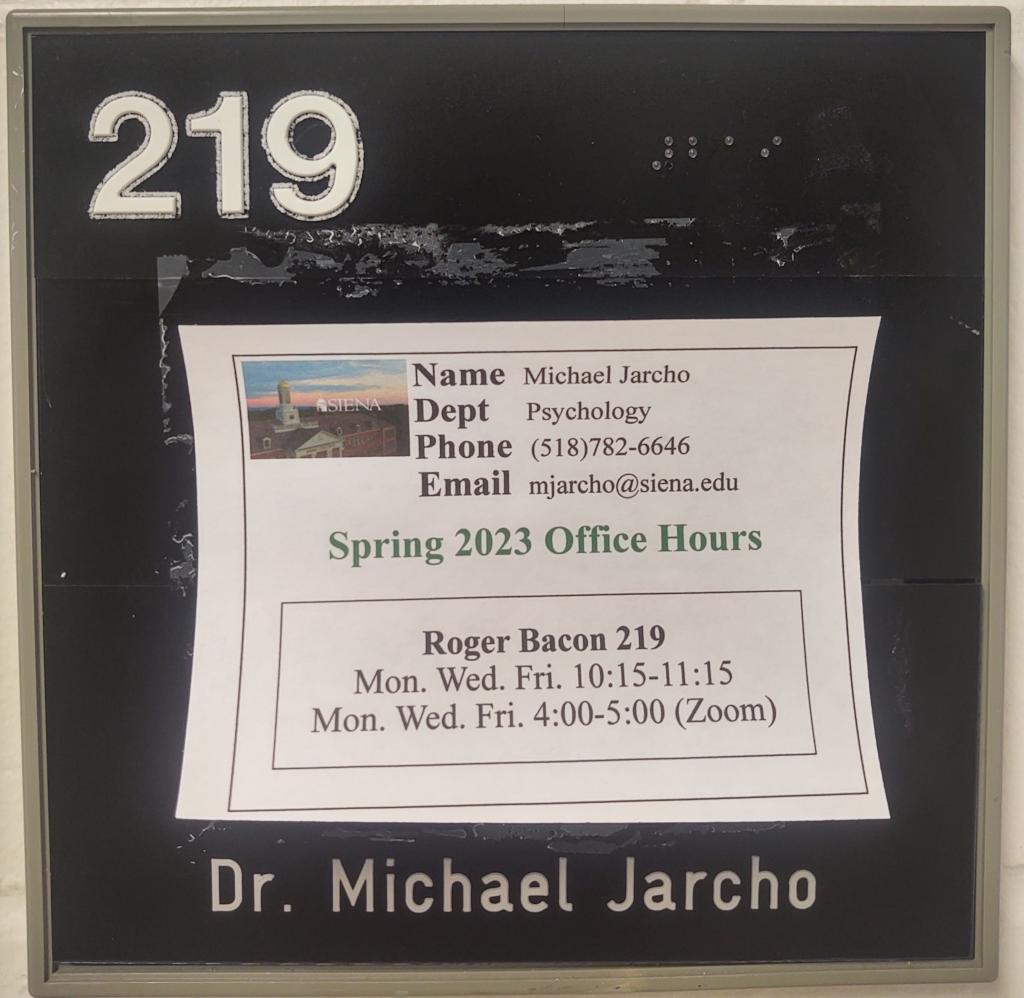 219
⠼⠃⠁⠊
SIENA
Name Michael Jarcho
Dept Psychology
Phone (518)782-6646
Email mjarcho@siena.edu
Spring 2023 Office Hours
Roger Bacon 219
Mon. Wed. Fri. 10:15-11:15
Mon. Wed. Fri. 4:00-5:00 (Zoom)
Dr. Michael Jarcho